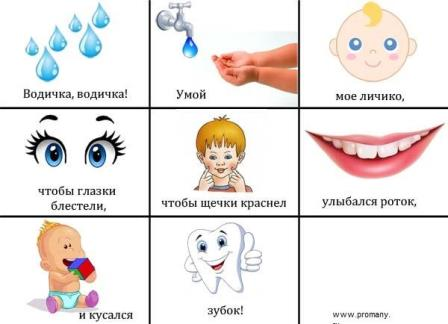 Водичка, водичка!
Умой
мое личико,
чтобы глазки
блестели,
чтобы щечки краснел
улыбался роток,
и кусался
зубок!
www.promany.